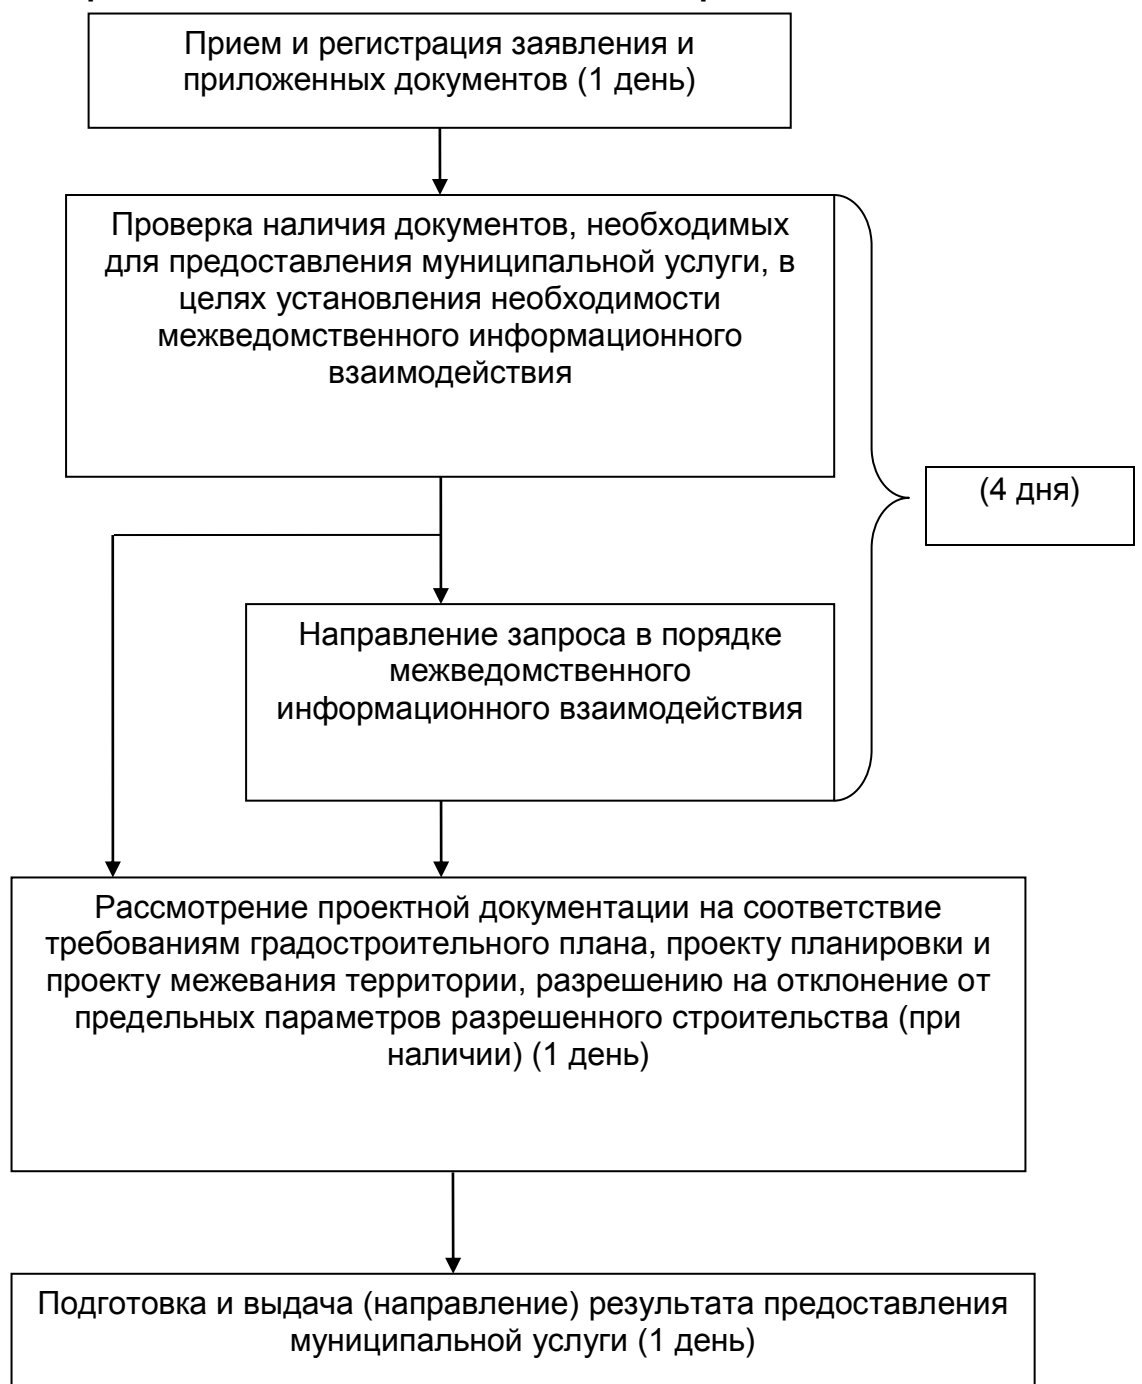 Прием и регистрация заявления и
приложенных документов (1 день)
Проверка наличия документов, необходимых
для предоставления муниципальной услуги, в
целях установления необходимости
межведомственного информационного
взаимодействия
(4 дня)
Направление запроса в порядке
межведомственного
информационного взаимодействия
Рассмотрение проектной документации на соответствие
требованиям градостроительного плана, проекту планировки и
проекту межевания территории, разрешению на отклонение от
предельных параметров разрешенного строительства (при
наличии) (1 день)
Подготовка и выдача (направление) результата предоставления
муниципальной услуги (1 день)